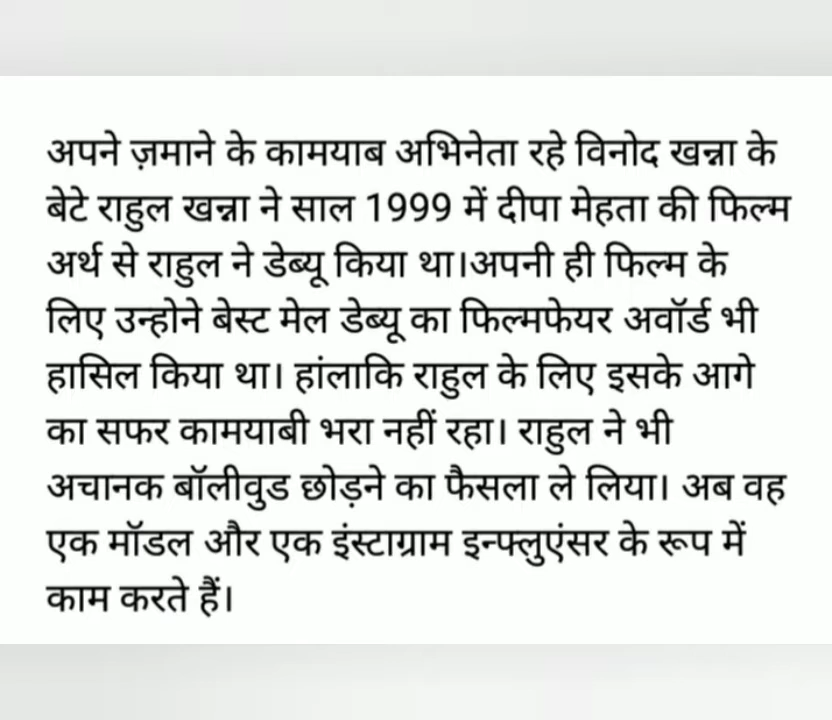 अपने ज़माने के कामयाब अभिनेता रहे विनोद खन्ना के
बेटे राहुल खन्ना ने साल 1999 में दीपा मेहता की फिल्म
अर्थ से राहुल ने डेब्यू किया था।अपनी ही फिल्म के
लिए उन्होने बेस्ट मेल डेब्यू का फिल्मफेयर अवॉर्ड भी
हासिल किया था। हांलाकि राहुल के लिए इसके आगे
का सफर कामयाबी भरा नहीं रहा। राहुल ने भी
अचानक बॉलीवुड छोड़ने का फैसला ले लिया। अब वह
एक मॉडल और एक इंस्टाग्राम इन्फ्लुएंसर के रूप में
काम करते हैं।